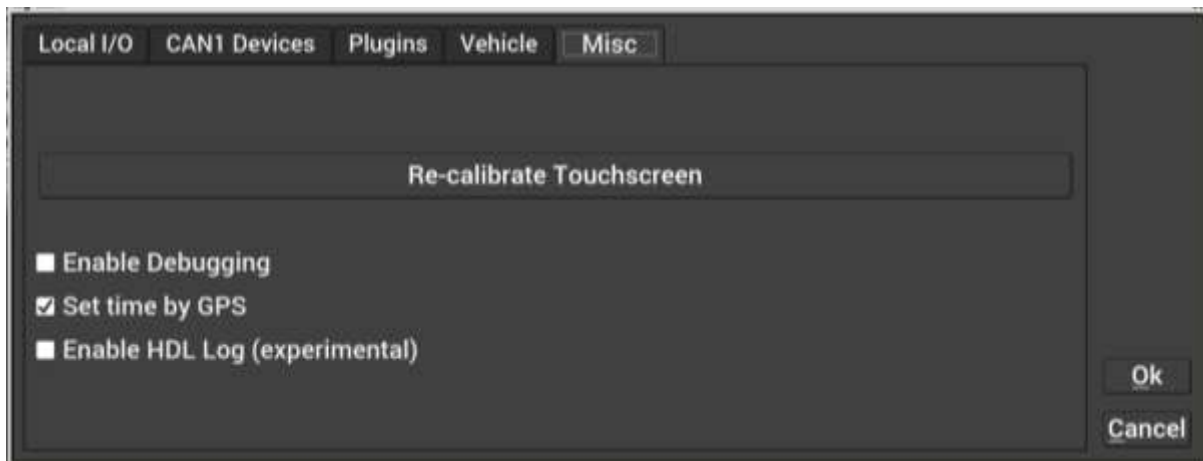 Local I/O CAN1 Devices Plugins Vehicle Misc
Re-calibrate Touchscreen
Enable Debugging
Set time by GPS
Enable HDL Log (experimental)
Ok
Cancel